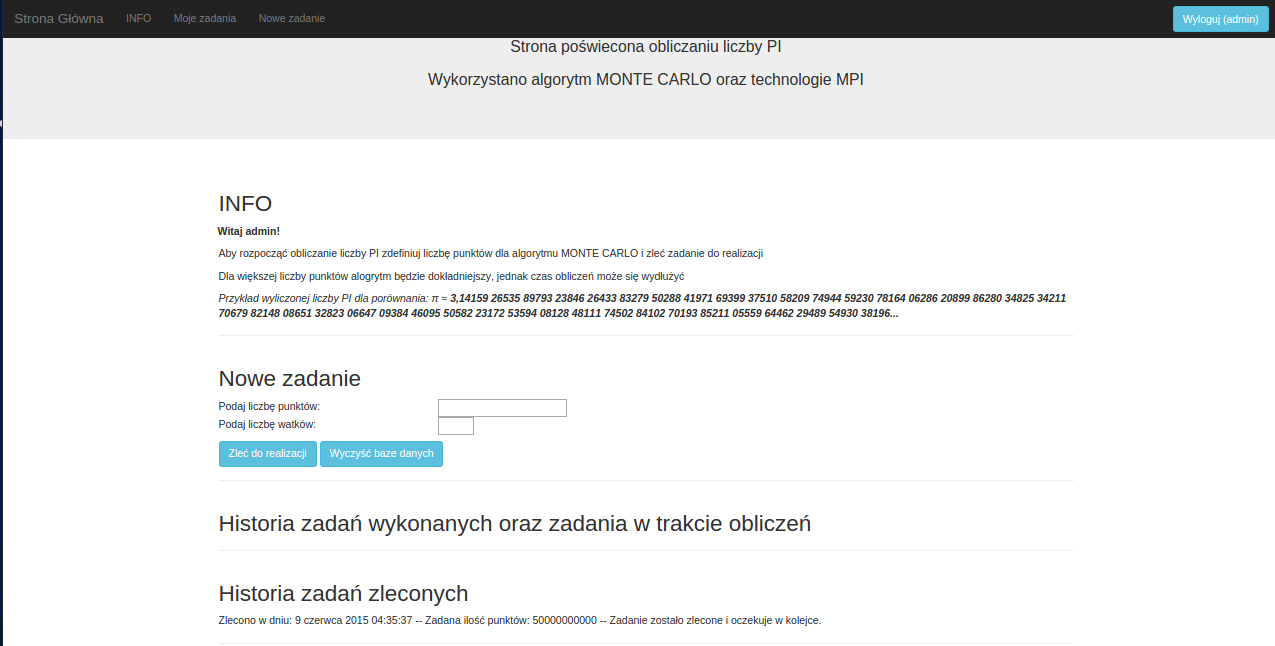 Strona Główna INFO Moje zadania Nowe zadanie Wyloguj (admin)
Strona poświecona obliczaniu liczby PI
Wykorzystano algorytm MONTE CARLO oraz technologie MPI
INFO
Witaj admin!
Aby rozpocząć obliczanie liczby PI zdefiniuj liczbę punktów dla algorytmu MONTE CARLO i zleć zadanie do realizacji
Dla większej liczby punktów alogrytm będzie dokładniejszy, jednak czas obliczeń może się wydłużyć
Przykład wyliczonej liczby PI dla porównania: π ≈ 3,14159 26535 89793 23846 26433 83279 50288 41971 69399 37510 58209 74944 59230 78164 06286 20899 86280 34825 34211
70679 82148 08651 32823 06647 09384 46095 50582 23172 53594 08128 48111 74502 84102 70193 85211 05559 64462 29489 54930 38196...
Nowe zadanie
Podaj liczbę punktów:
Podaj liczbę watków:
Zleć do realizacji Wyczyść baze danych
Historia zadań wykonanych oraz zadania w trakcie obliczeń
Historia zadań zleconych
Zlecono w dniu: 9 czerwca 2015 04:35:37 -- Zadana ilość punktów: 50000000000 -- Zadanie zostało zlecone i oczekuje w kolejce.